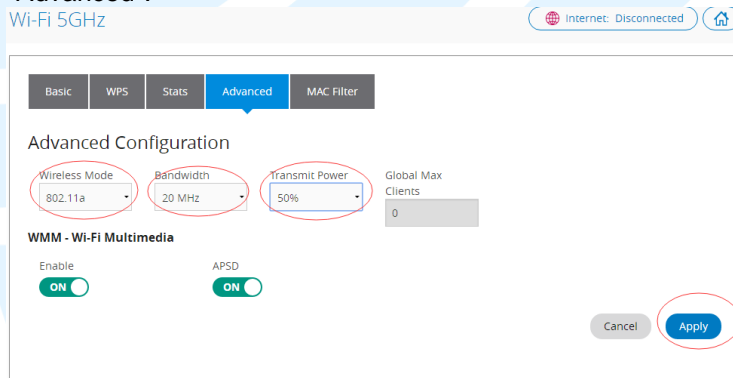 Advanced .
Wi-Fi 5GHz
Internet: Disconnected
Basic WPS Stats Advanced MAC Filter
Advanced Configuration
Wireless Mode Bandwidth Transmit Power Global Max Clients
802.11a 20 MHz 50% 0
WMM - Wi-Fi Multimedia
Enable APSD
ON ON
Cancel Apply